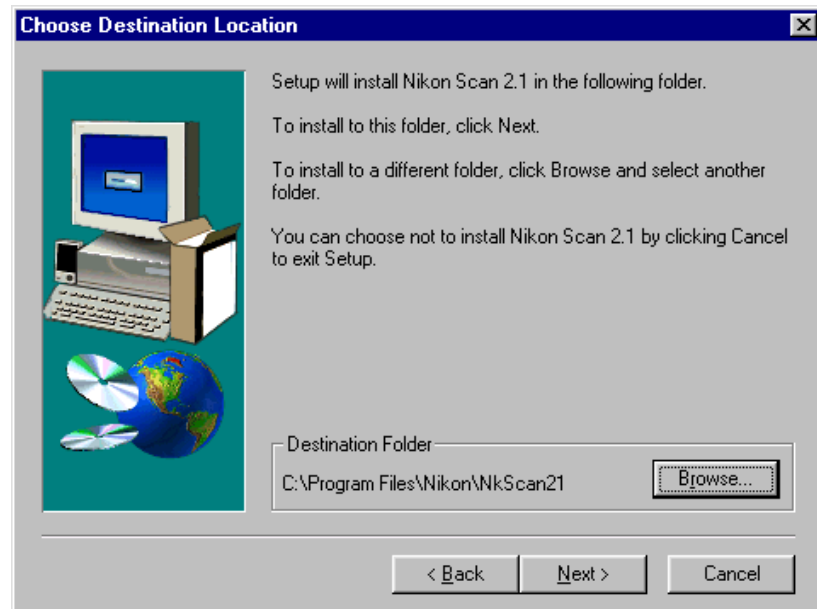 Choose Destination Location
Setup will install Nikon Scan 2.1 in the following folder.
To install to this folder, click Next.
To install to a different folder, click Browse and select another
folder.
You can choose not to install Nikon Scan 2.1 by clicking Cancel
to exit Setup.
Destination Folder
C:\Program Files\Nikon\NkScan21
Browse...
< Back
Next >
Cancel